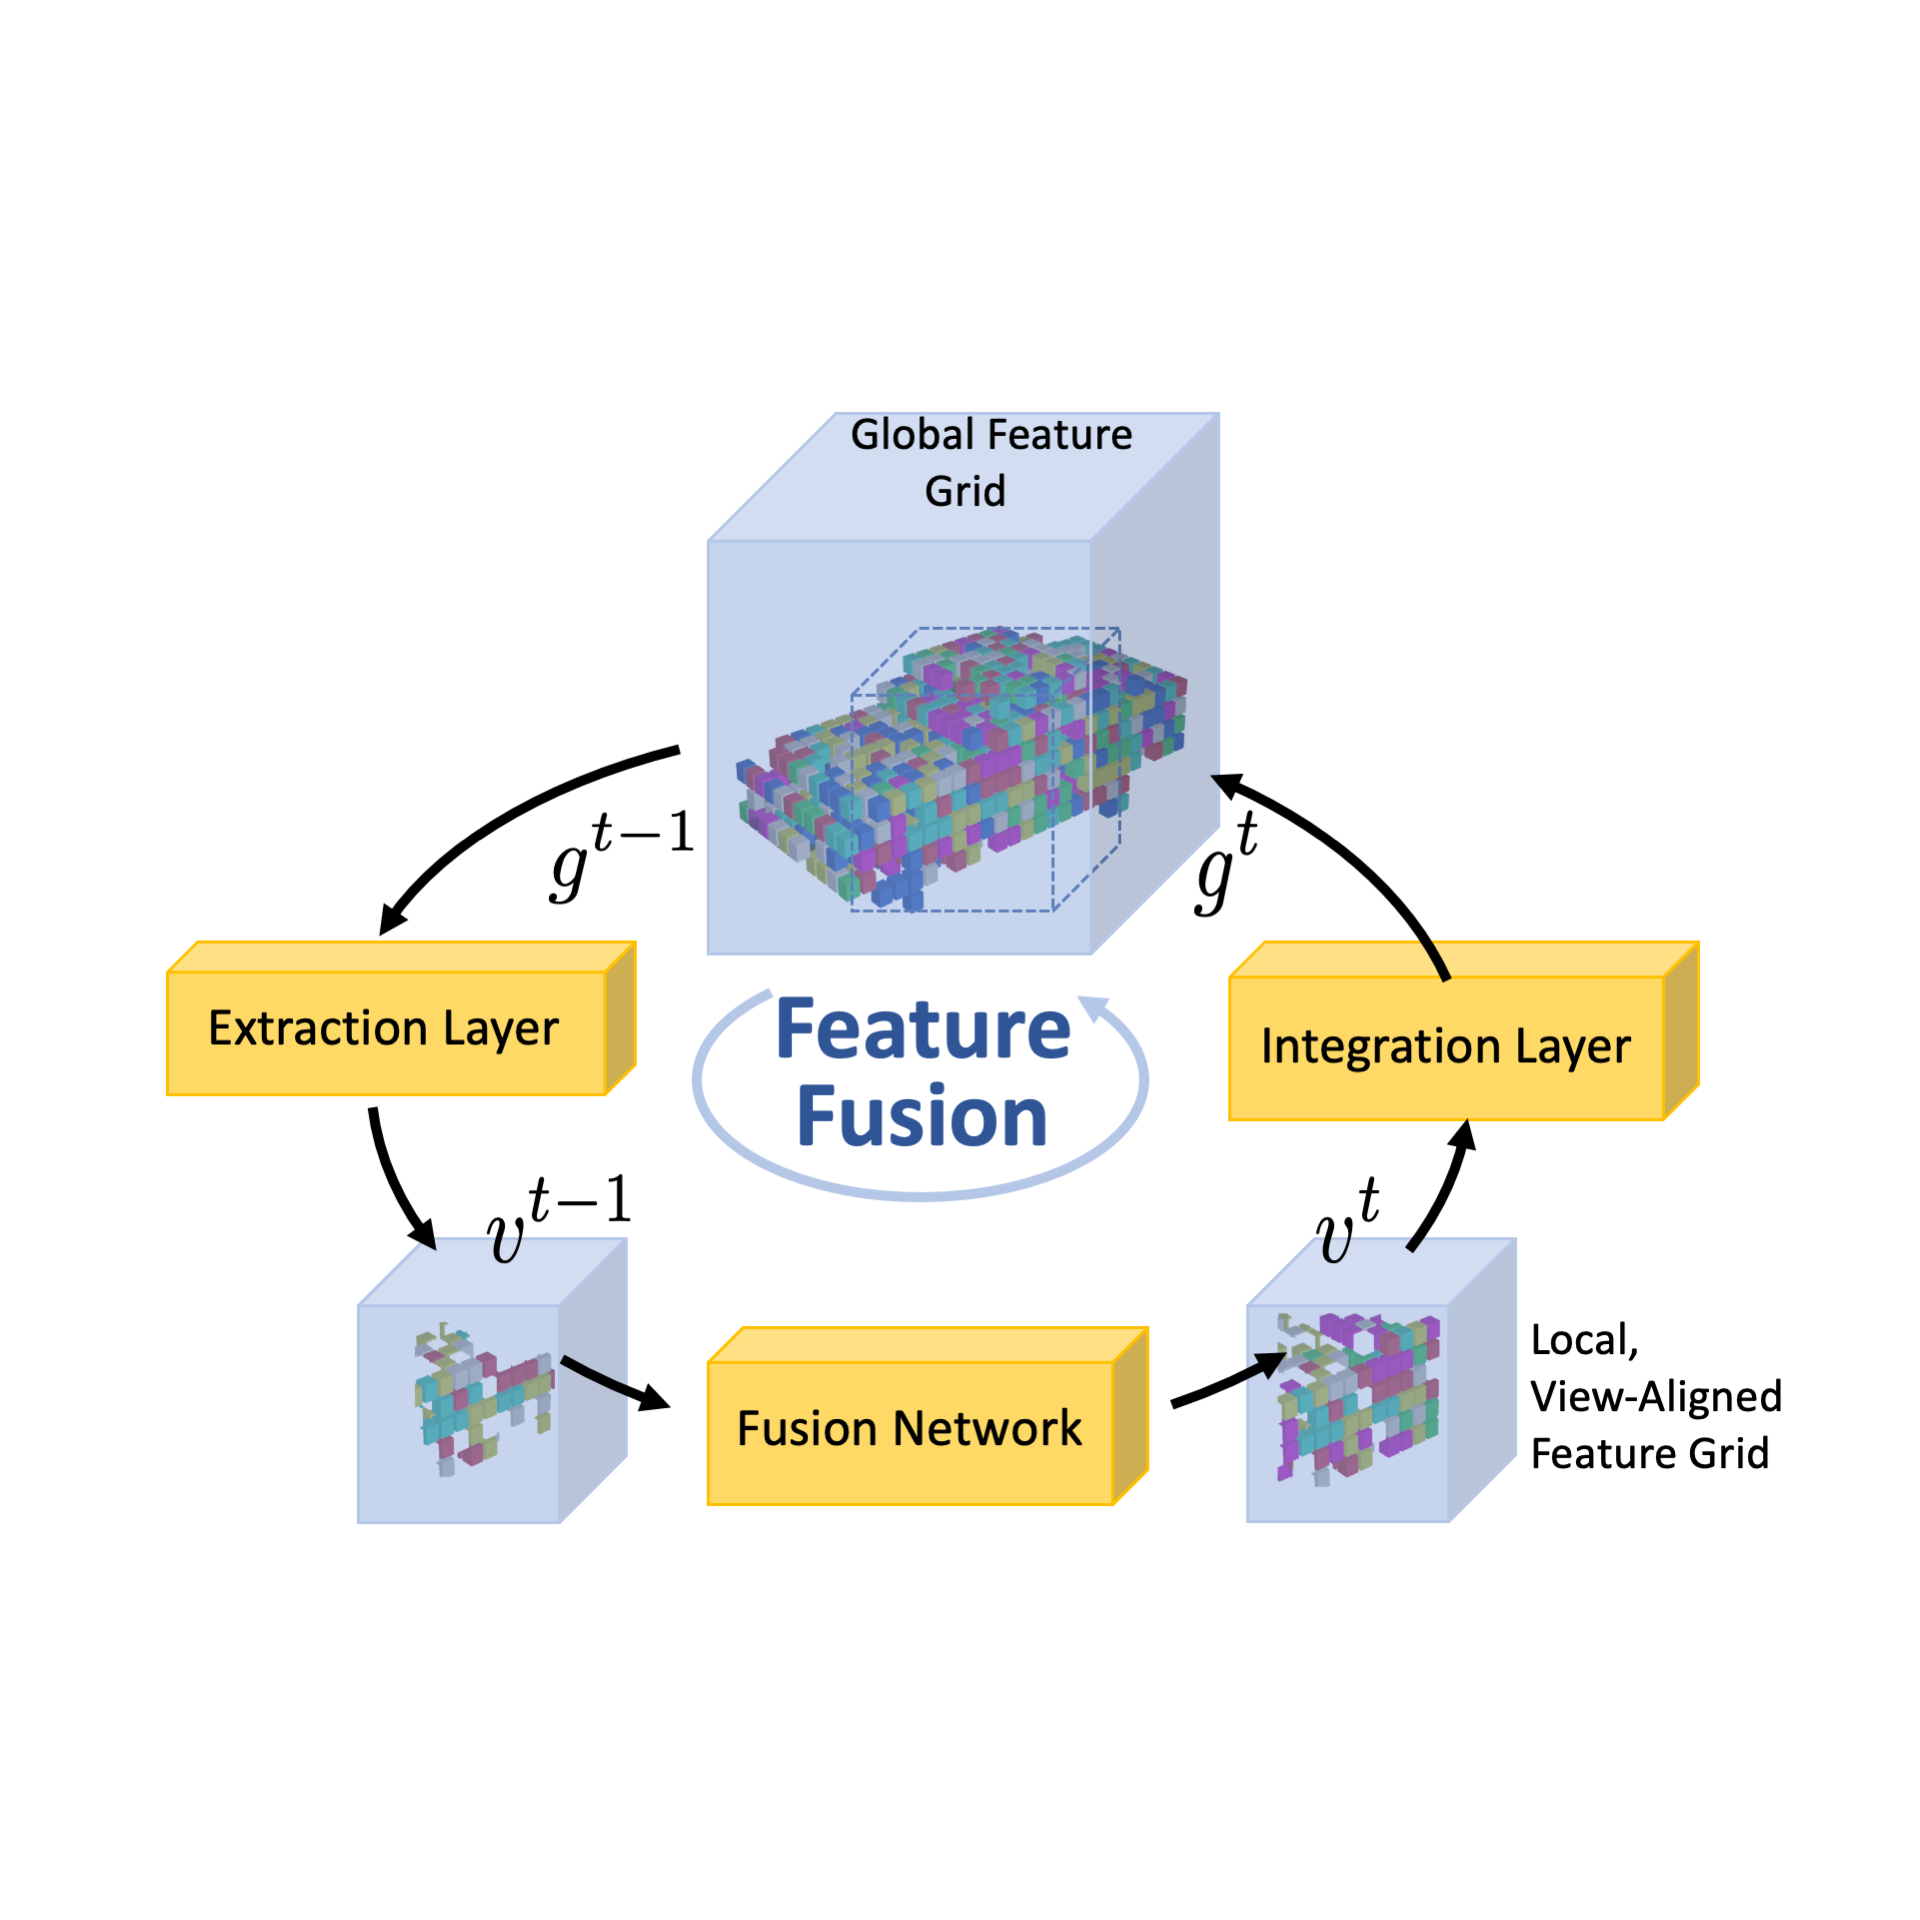 Global Feature
Grid
g^{t-1}
g^t
Extraction Layer
Feature
Fusion
Integration Layer
v^{t-1}
v^t
Fusion Network
Local,
View-Aligned
Feature Grid